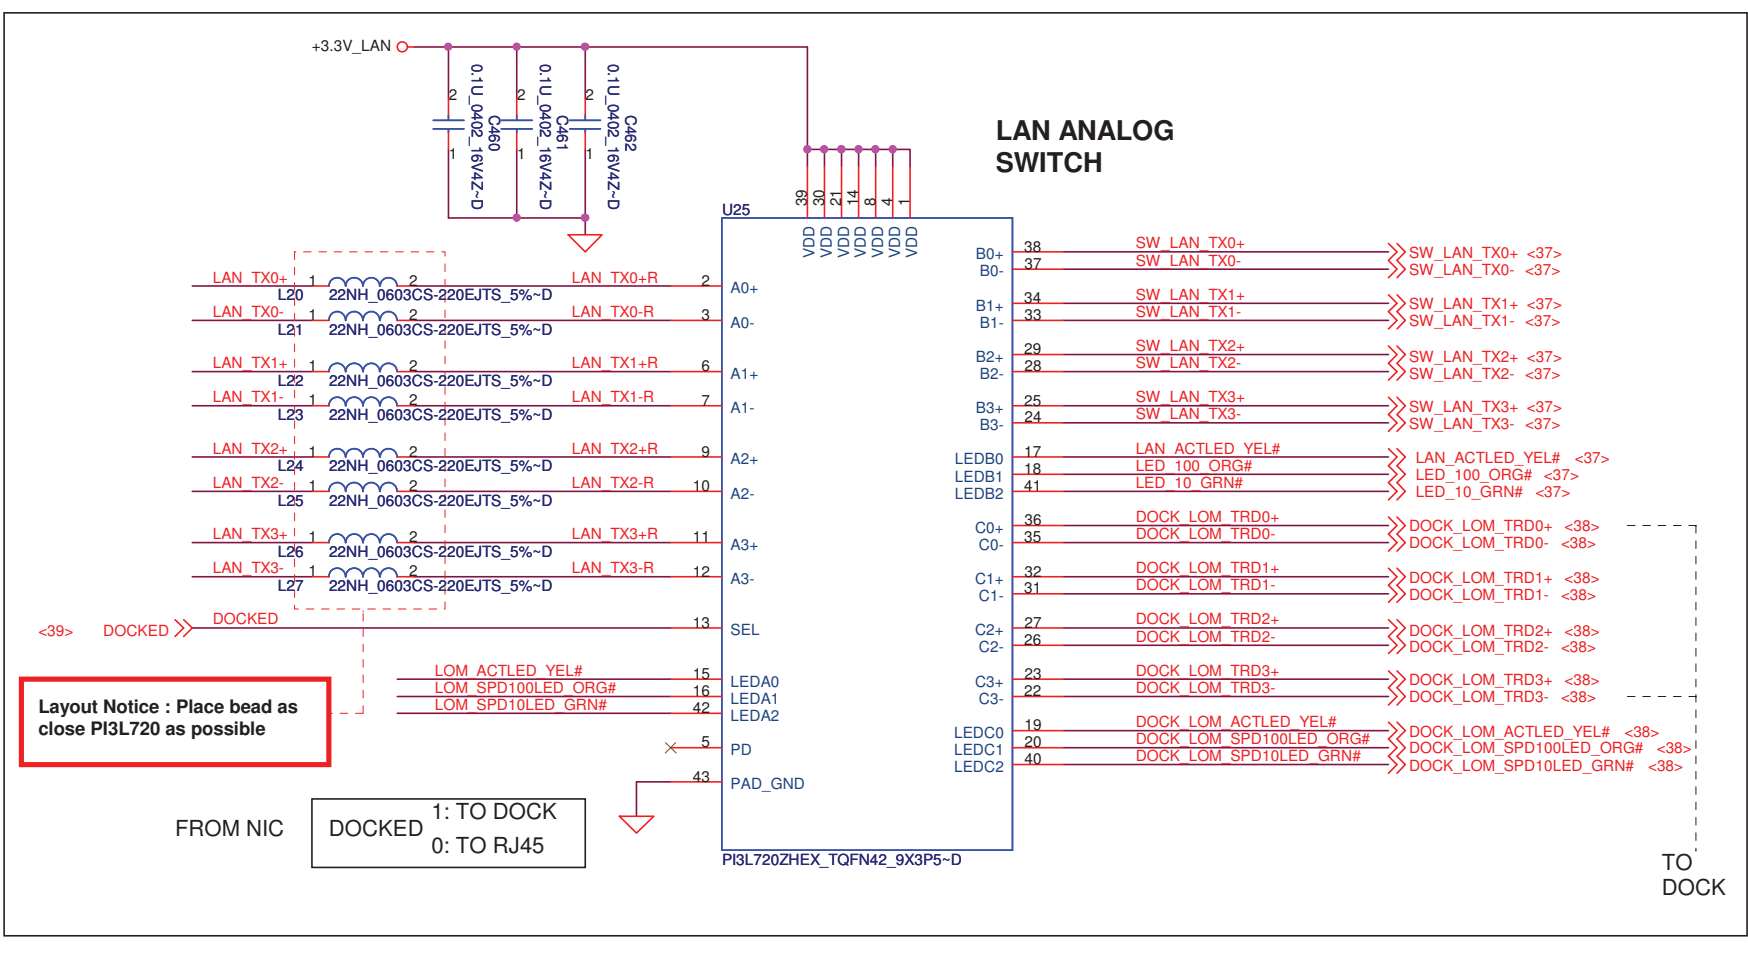 +3.3V_LAN
0.1U_0402_16V4Z~D
C460
0.1U_0402_16V4Z~D
C461
0.1U_0402_16V4Z~D
C462
2
2
2
1
1
1
LAN ANALOG
SWITCH
U25
39
30
21
14
8
4
1
VDD
VDD
VDD
VDD
VDD
VDD
VDD
LAN_TX0+ 1 2 LAN_TX0+R 2 A0+
L20 22NH_0603CS-220EJTS_5%~D
LAN_TX0- 1 2 LAN_TX0-R 3 A0-
L21 22NH_0603CS-220EJTS_5%~D
LAN_TX1+ 1 2 LAN_TX1+R 6 A1+
L22 22NH_0603CS-220EJTS_5%~D
LAN_TX1- 1 2 LAN_TX1-R 7 A1-
L23 22NH_0603CS-220EJTS_5%~D
LAN_TX2+ 1 2 LAN_TX2+R 9 A2+
L24 22NH_0603CS-220EJTS_5%~D
LAN_TX2- 1 2 LAN_TX2-R 10 A2-
L25 22NH_0603CS-220EJTS_5%~D
LAN_TX3+ 1 2 LAN_TX3+R 11 A3+
L26 22NH_0603CS-220EJTS_5%~D
LAN_TX3- 1 2 LAN_TX3-R 12 A3-
L27 22NH_0603CS-220EJTS_5%~D
<39> DOCKED DOCKED 13 SEL
LOM_ACTLED_YEL# 15 LEDA0
LOM_SPD100LED_ORG# 16 LEDA1
LOM_SPD10LED_GRN# 42 LEDA2
5 PD
43 PAD_GND
Layout Notice : Place bead as
close PI3L720 as possible
FROM NIC
DOCKED
1: TO DOCK
0: TO RJ45
B0+ 38 SW_LAN_TX0+ SW_LAN_TX0+ <37>
B0- 37 SW_LAN_TX0- SW_LAN_TX0- <37>
B1+ 34 SW_LAN_TX1+ SW_LAN_TX1+ <37>
B1- 33 SW_LAN_TX1- SW_LAN_TX1- <37>
B2+ 29 SW_LAN_TX2+ SW_LAN_TX2+ <37>
B2- 28 SW_LAN_TX2- SW_LAN_TX2- <37>
B3+ 25 SW_LAN_TX3+ SW_LAN_TX3+ <37>
B3- 24 SW_LAN_TX3- SW_LAN_TX3- <37>
LEDB0 17 LAN_ACTLED_YEL# LAN_ACTLED_YEL# <37>
LEDB1 18 LED_100_ORG# LED_100_ORG# <37>
LEDB2 41 LED_10_GRN# LED_10_GRN# <37>
C0+ 36 DOCK_LOM_TRD0+ DOCK_LOM_TRD0+ <38>
C0- 35 DOCK_LOM_TRD0- DOCK_LOM_TRD0- <38>
C1+ 32 DOCK_LOM_TRD1+ DOCK_LOM_TRD1+ <38>
C1- 31 DOCK_LOM_TRD1- DOCK_LOM_TRD1- <38>
C2+ 27 DOCK_LOM_TRD2+ DOCK_LOM_TRD2+ <38>
C2- 26 DOCK_LOM_TRD2- DOCK_LOM_TRD2- <38>
C3+ 23 DOCK_LOM_TRD3+ DOCK_LOM_TRD3+ <38>
C3- 22 DOCK_LOM_TRD3- DOCK_LOM_TRD3- <38>
LEDC0 19 DOCK_LOM_ACTLED_YEL# DOCK_LOM_ACTLED_YEL# <38>
LEDC1 20 DOCK_LOM_SPD100LED_ORG# DOCK_LOM_SPD100LED_ORG# <38>
LEDC2 40 DOCK_LOM_SPD10LED_GRN# DOCK_LOM_SPD10LED_GRN# <38>
PI3L720ZHEX_TQFN42_9X3P5~D
TO
DOCK